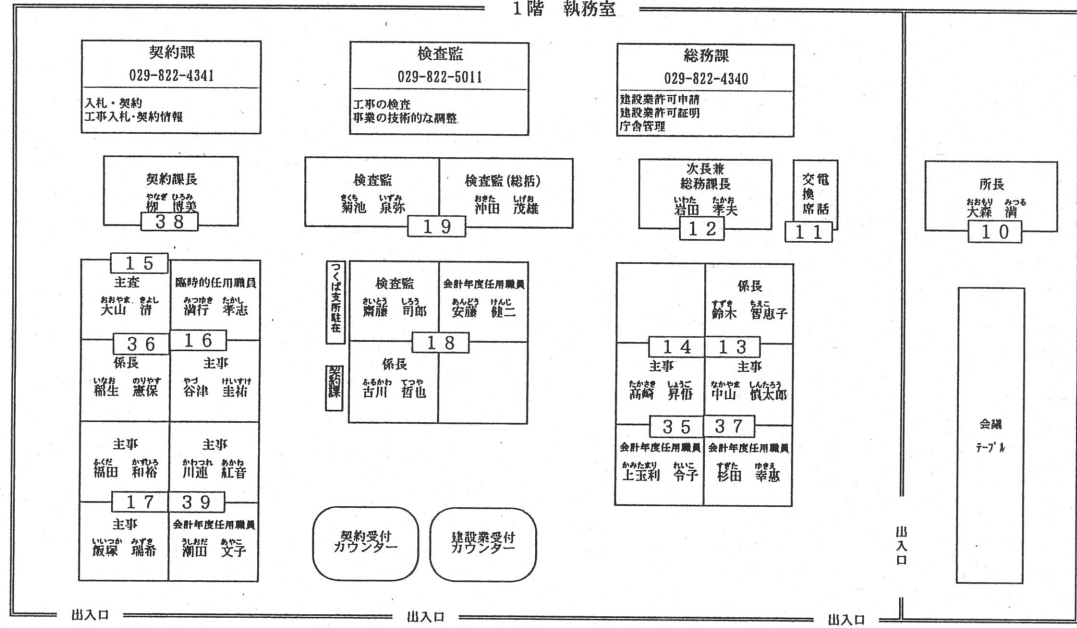 1階 執務室
契約課
029-822-4341
入札・契約
工事入札・契約情報
検査監
029-822-5011
工事の検査
事業の技術的な調整
総務課
029-822-4340
建設業許可申請
建設業許可証明
庁舎管理
契約課長
やなぎ ひろみ
柳 博美
38
検査監
きくち いずみ
菊池 泉弥
検査監(総括)
おきた しげお
沖田 茂雄
19
次長兼
総務課長
いわた たかお
岩田 孝夫
12
電話
交換席
11
所長
おおもり みつる
大森 満
10
15
主査
おおやま きよし
大山 清
臨時的任用職員
みつゆき たかし
満行 孝志
36
16
係長
いなお のりやす
稲生 憲保
主事
やづ けいすけ
谷津 圭祐
主事
ふくだ かずひろ
福田 和裕
主事
かわつれ あかね
川連 紅音
17
39
主事
いいつか みずき
飯塚 瑞希
会計年度任用職員
うしおだ あやこ
潮田 文子
つくば支所駐在
検査監
さいとう しろう
齋藤 司郎
会計年度任用職員
あんどう けんじ
安藤 健二
18
契約課
係長
ふるかわ てつや
古川 哲也
係長
すずき ちえこ
鈴木 智恵子
14
13
主事
たかさき しょうご
高崎 昇悟
主事
なかやま しんたろう
中山 慎太郎
35
37
会計年度任用職員
かみたまり れいこ
上玉利 令子
会計年度任用職員
すぎた ゆきえ
杉田 幸恵
契約受付
カウンター
建設業受付
カウンター
会議
テーブル
出入口
出入口
出入口
出入口